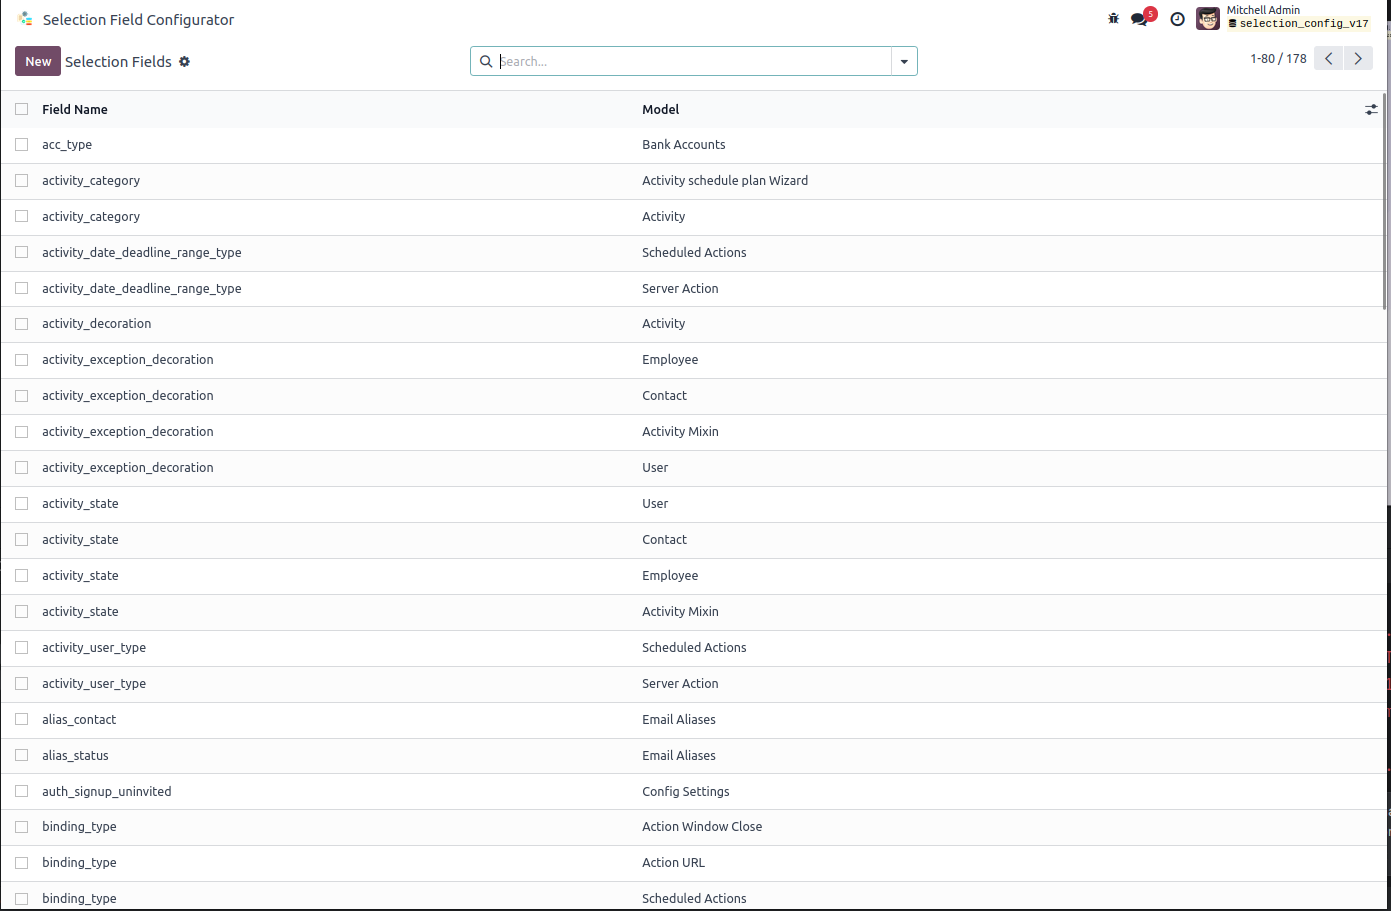 Selection Field Configurator
5
Mitchell Admin
selection_config_v17
New
Selection Fields
Search...
1-80 / 178
Field Name Model
acc_type Bank Accounts
activity_category Activity schedule plan Wizard
activity_category Activity
activity_date_deadline_range_type Scheduled Actions
activity_date_deadline_range_type Server Action
activity_decoration Activity
activity_exception_decoration Employee
activity_exception_decoration Contact
activity_exception_decoration Activity Mixin
activity_exception_decoration User
activity_state User
activity_state Contact
activity_state Employee
activity_state Activity Mixin
activity_user_type Scheduled Actions
activity_user_type Server Action
alias_contact Email Aliases
alias_status Email Aliases
auth_signup_uninvited Config Settings
binding_type Action Window Close
binding_type Action URL
binding_type Scheduled Actions